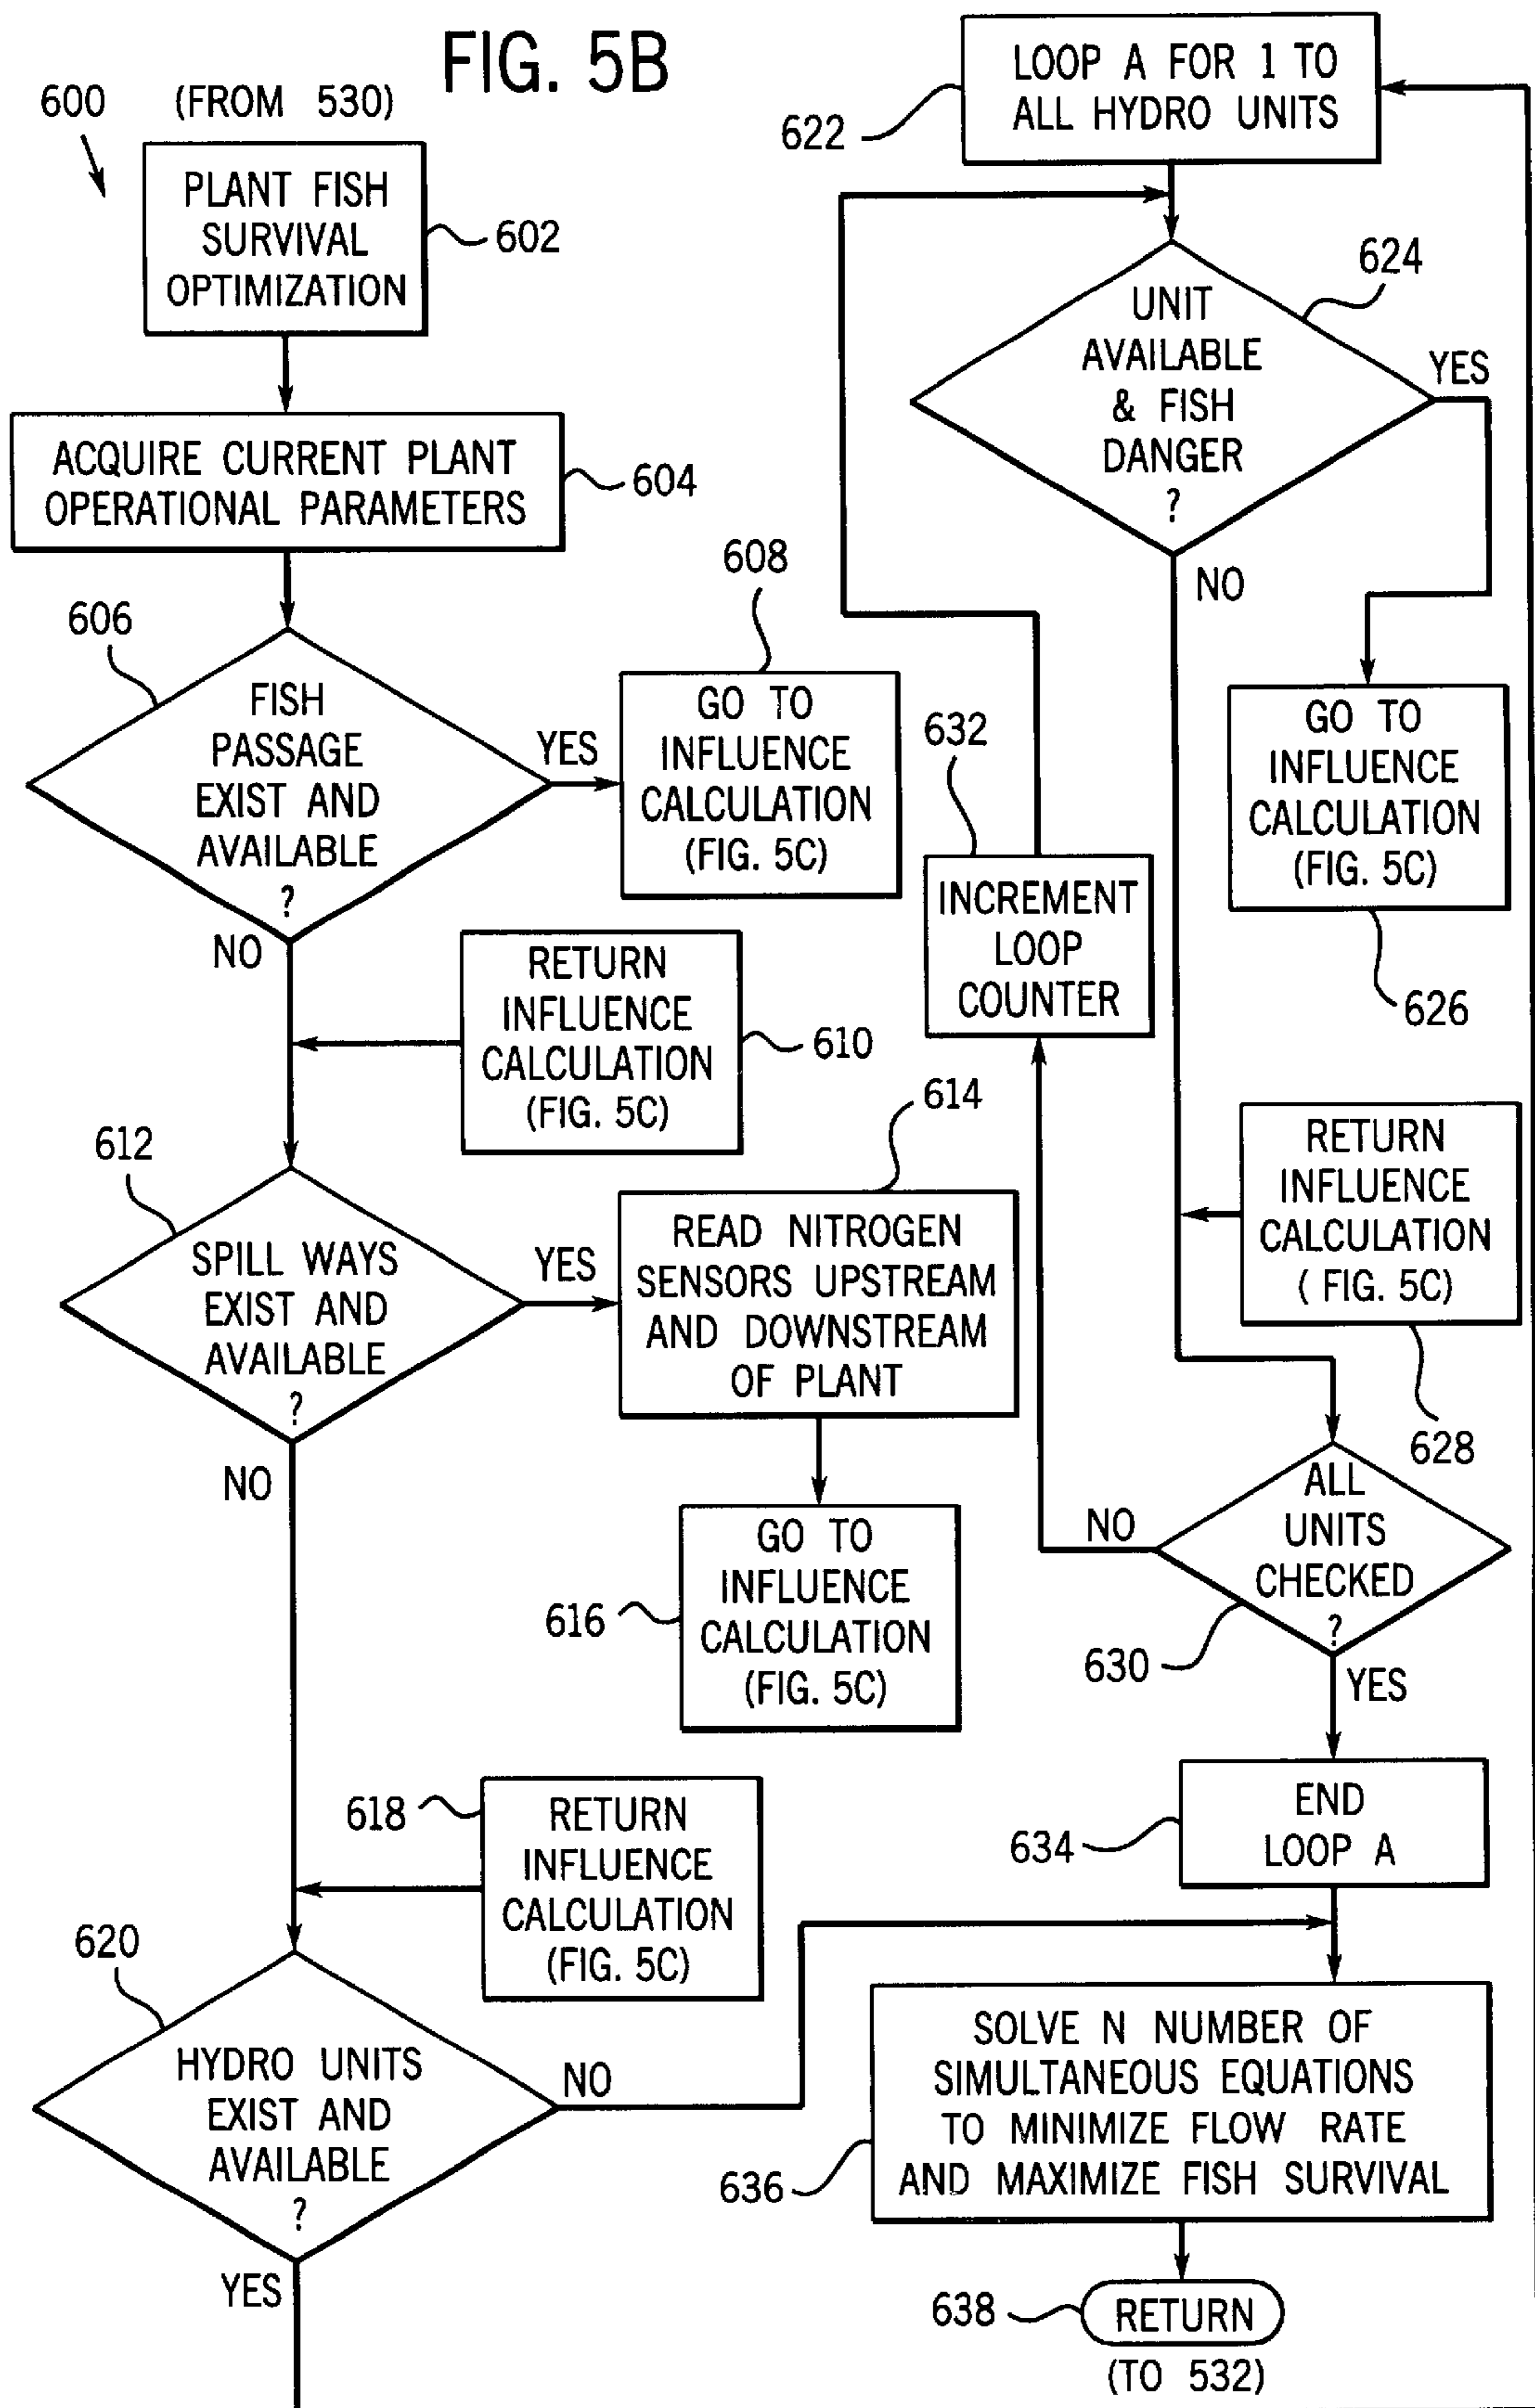 FIG. 5B
600
(FROM 530)
PLANT FISH
SURVIVAL
OPTIMIZATION
602
ACQUIRE CURRENT PLANT
OPERATIONAL PARAMETERS
604
606
FISH
PASSAGE
EXIST AND
AVAILABLE
?
YES
NO
608
GO TO
INFLUENCE
CALCULATION
(FIG. 5C)
RETURN
INFLUENCE
CALCULATION
(FIG. 5C)
610
612
SPILL WAYS
EXIST AND
AVAILABLE
?
YES
NO
614
READ NITROGEN
SENSORS UPSTREAM
AND DOWNSTREAM
OF PLANT
616
GO TO
INFLUENCE
CALCULATION
(FIG. 5C)
618
RETURN
INFLUENCE
CALCULATION
(FIG. 5C)
620
HYDRO UNITS
EXIST AND
AVAILABLE
?
NO
YES
622
LOOP A FOR 1 TO
ALL HYDRO UNITS
624
UNIT
AVAILABLE
& FISH
DANGER
?
YES
NO
GO TO
INFLUENCE
CALCULATION
(FIG. 5C)
626
632
INCREMENT
LOOP
COUNTER
RETURN
INFLUENCE
CALCULATION
( FIG. 5C)
628
ALL
UNITS
CHECKED
?
NO
630
YES
634
END
LOOP A
636
SOLVE N NUMBER OF
SIMULTANEOUS EQUATIONS
TO MINIMIZE FLOW RATE
AND MAXIMIZE FISH SURVIVAL
638
RETURN
(TO 532)